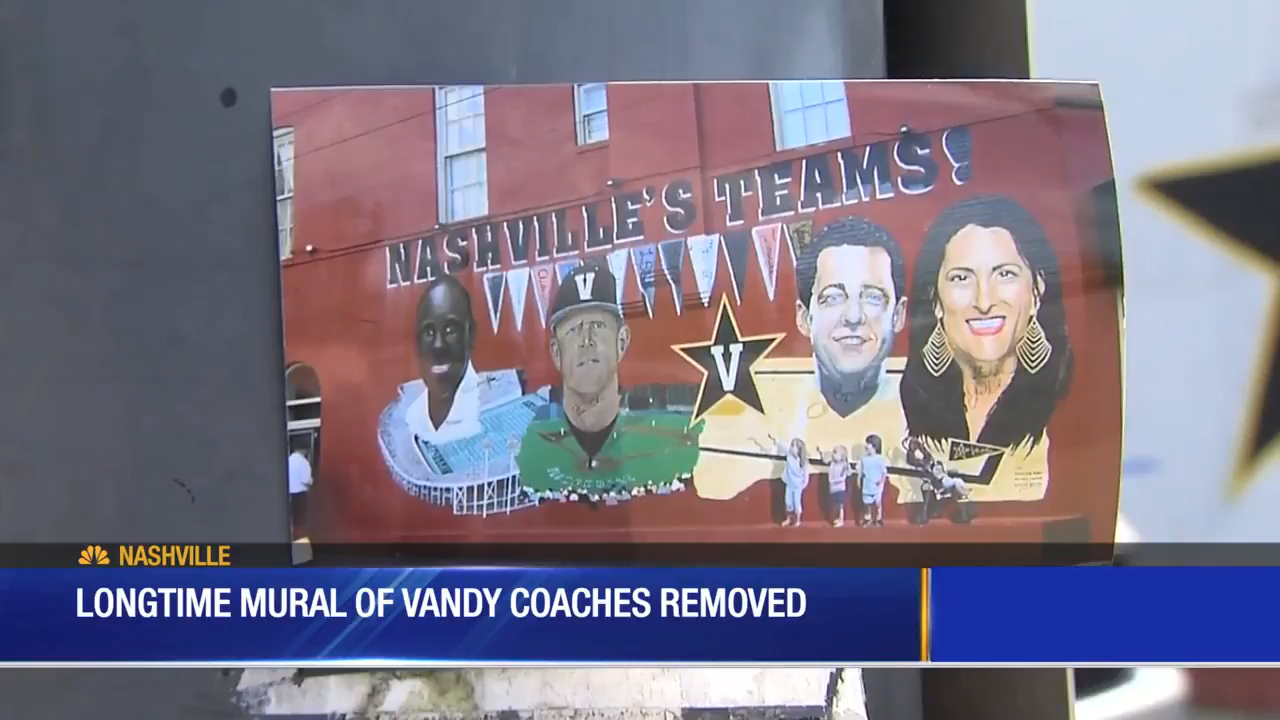 NASHVILLE'S TEAMS!
V
V
NASHVILLE
LONGTIME MURAL OF VANDY COACHES REMOVED